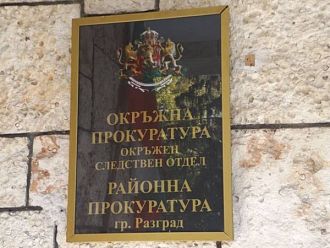 ОКРЪЖНА
ПРОКУРАТУРА
ОКРЪЖЕН
СЛЕДСТВЕН ОТДЕЛ
РАЙОННА
ПРОКУРАТУРА
гр. Разград